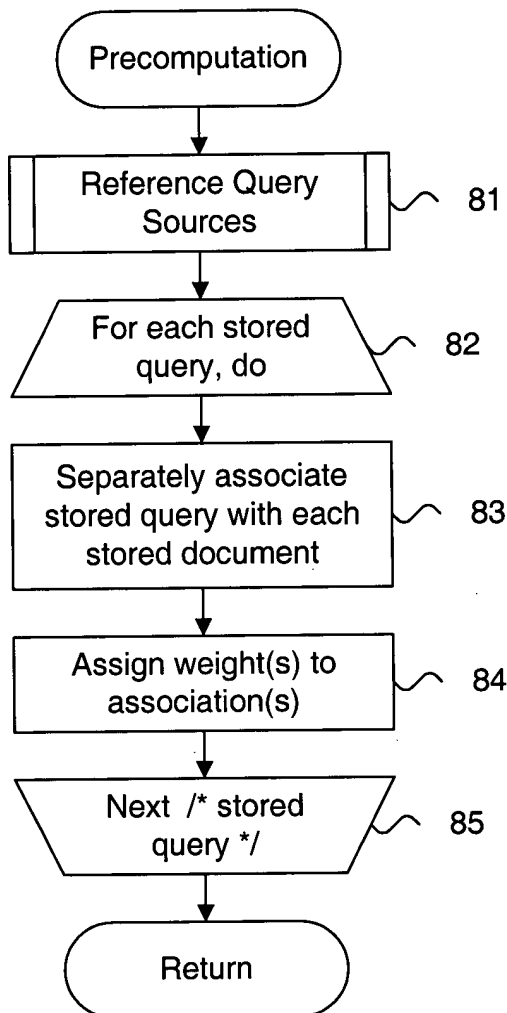 Precomputation
Reference Query
Sources
81
For each stored
query, do
82
Separately associate
stored query with each
stored document
83
Assign weight(s) to
association(s)
84
Next /* stored
query */
85
Return